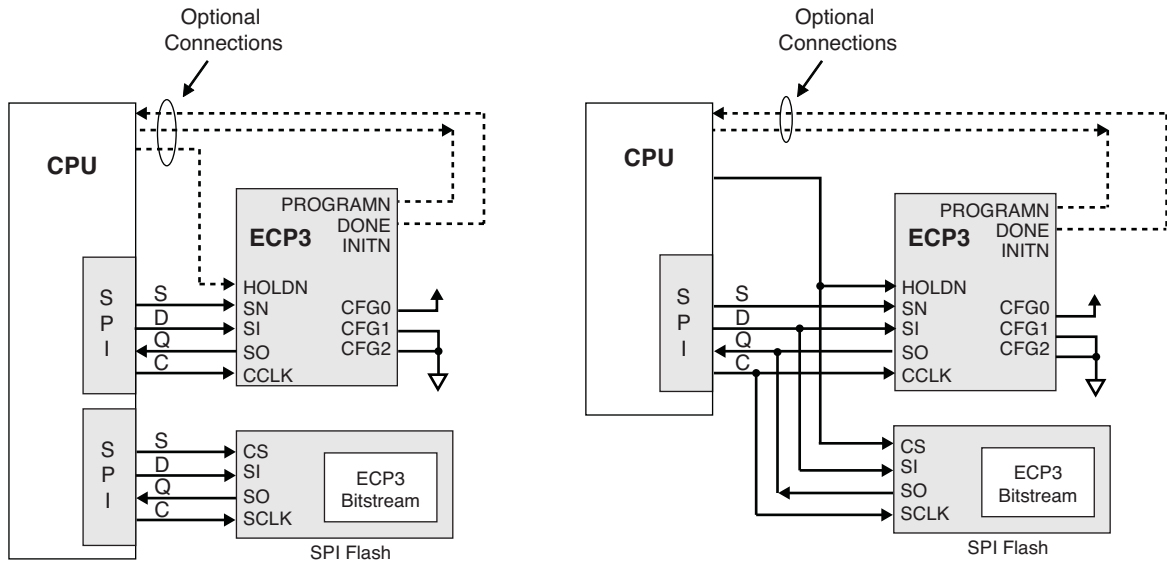 Optional
Connections
CPU
PROGRAMN
DONE
INITN
ECP3
HOLDN
SN
SI
SO
CCLK
CFG0
CFG1
CFG2
S
P
I
S
D
Q
C
S
P
I
S
D
Q
C
CS
SI
SO
SCLK
ECP3
Bitstream
SPI Flash
Optional
Connections
CPU
PROGRAMN
DONE
INITN
ECP3
HOLDN
SN
SI
SO
CCLK
CFG0
CFG1
CFG2
S
P
I
S
D
Q
C
CS
SI
SO
SCLK
ECP3
Bitstream
SPI Flash